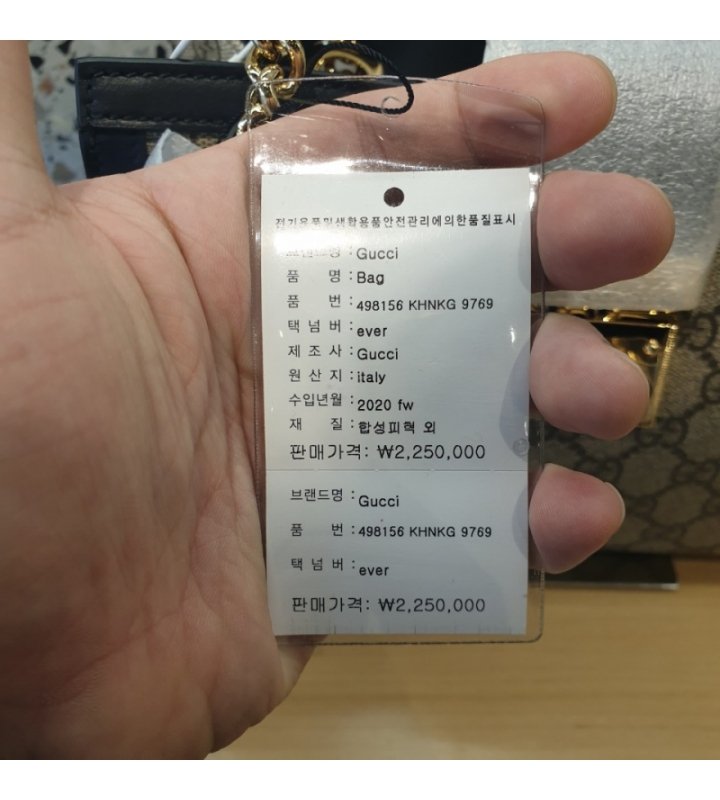 전기용품및생활용품안전관리에의한품질표시
브랜드명 : Gucci
품 명 : Bag
품 번 : 498156 KHNKG 9769
택 넘 버 : ever
제 조 사 : Gucci
원 산 지 : italy
수입년월 : 2020 fw
재 질 : 합성피혁 외
판매가격: ₩2,250,000
브랜드명 : Gucci
품 번 : 498156 KHNKG 9769
택 넘 버 : ever
판매가격: ₩2,250,000